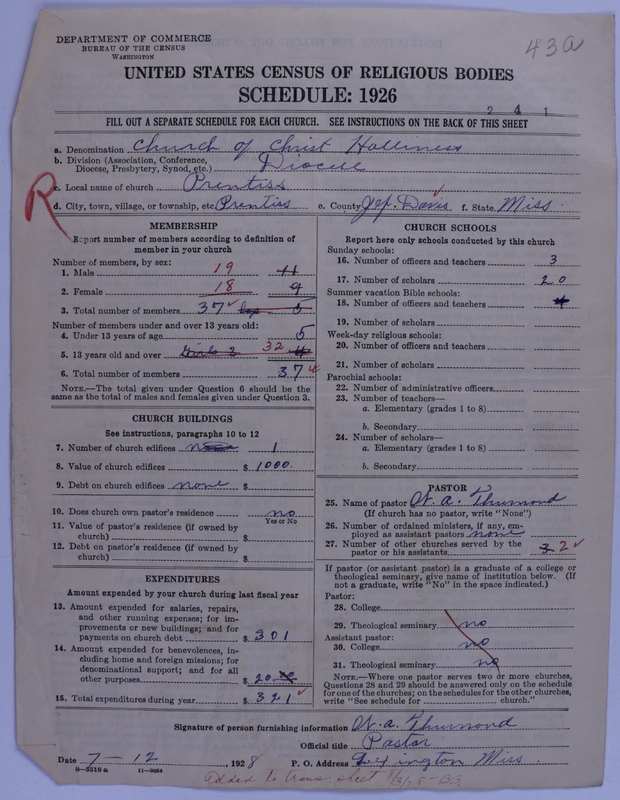 DEPARTMENT OF COMMERCE
BUREAU OF THE CENSUS
WASHINGTON
43a
UNITED STATES CENSUS OF RELIGIOUS BODIES
SCHEDULE: 1926
2 4 1
FILL OUT A SEPARATE SCHEDULE FOR EACH CHURCH. SEE INSTRUCTIONS ON THE BACK OF THIS SHEET
a. Denomination Church of Christ Holliness
b. Division (Association, Conference,
Diocese, Presbytery, Synod, etc.) Diocese
R
c. Local name of church Prentiss
d. City, town, village, or township, etc. Prentiss e. County Jef. Davis f. State Miss.
MEMBERSHIP
Report number of members according to definition of
member in your church
Number of members, by sex:
1. Male 19 11
2. Female 18 9
3. Total number of members 37
Number of members under and over 13 years old:
4. Under 13 years of age 5
5. 13 years old and over Girls 2 32
6. Total number of members 37
NOTE.—The total given under Question 6 should be the
same as the total of males and females given under Question 3.
CHURCH BUILDINGS
See instructions, paragraphs 10 to 12
7. Number of church edifices 1
8. Value of church edifices $ 1000.
9. Debt on church edifices none $
10. Does church own pastor's residence no
Yes or No
11. Value of pastor's residence (if owned by
church) $
12. Debt on pastor's residence (if owned by
church) $
EXPENDITURES
Amount expended by your church during last fiscal year
13. Amount expended for salaries, repairs,
and other running expenses; for im-
provements or new buildings; and for
payments on church debt $ 301
14. Amount expended for benevolences, in-
cluding home and foreign missions; for
denominational support; and for all
other purposes $ 20
15. Total expenditures during year $ 321
CHURCH SCHOOLS
Report here only schools conducted by this church
Sunday schools:
16. Number of officers and teachers 3
17. Number of scholars 20
Summer vacation Bible schools:
18. Number of officers and teachers
19. Number of scholars
Week-day religious schools:
20. Number of officers and teachers
21. Number of scholars
Parochial schools:
22. Number of administrative officers
23. Number of teachers—
a. Elementary (grades 1 to 8)
b. Secondary
24. Number of scholars—
a. Elementary (grades 1 to 8)
b. Secondary
PASTOR
25. Name of pastor W. A. Thurmond
(If church has no pastor, write "None")
26. Number of ordained ministers, if any, em-
ployed as assistant pastors none
27. Number of other churches served by the
pastor or his assistants 3 2
If pastor (or assistant pastor) is a graduate of a college or
theological seminary, give name of institution below. (If
not a graduate, write "No" in the space indicated.)
Pastor:
28. College
29. Theological seminary no
Assistant pastor:
30. College no
31. Theological seminary no
NOTE.—Where one pastor serves two or more churches,
Questions 28 and 29 should be answered only on the schedule
for one of the churches; on the schedules for the other churches,
write "See schedule for church."
Signature of person furnishing information W. A. Thurmond
Official title Pastor
Date 7-12 1928 P. O. Address Lexington Miss.
8-5518a 11-9034
Added to trans. sheet